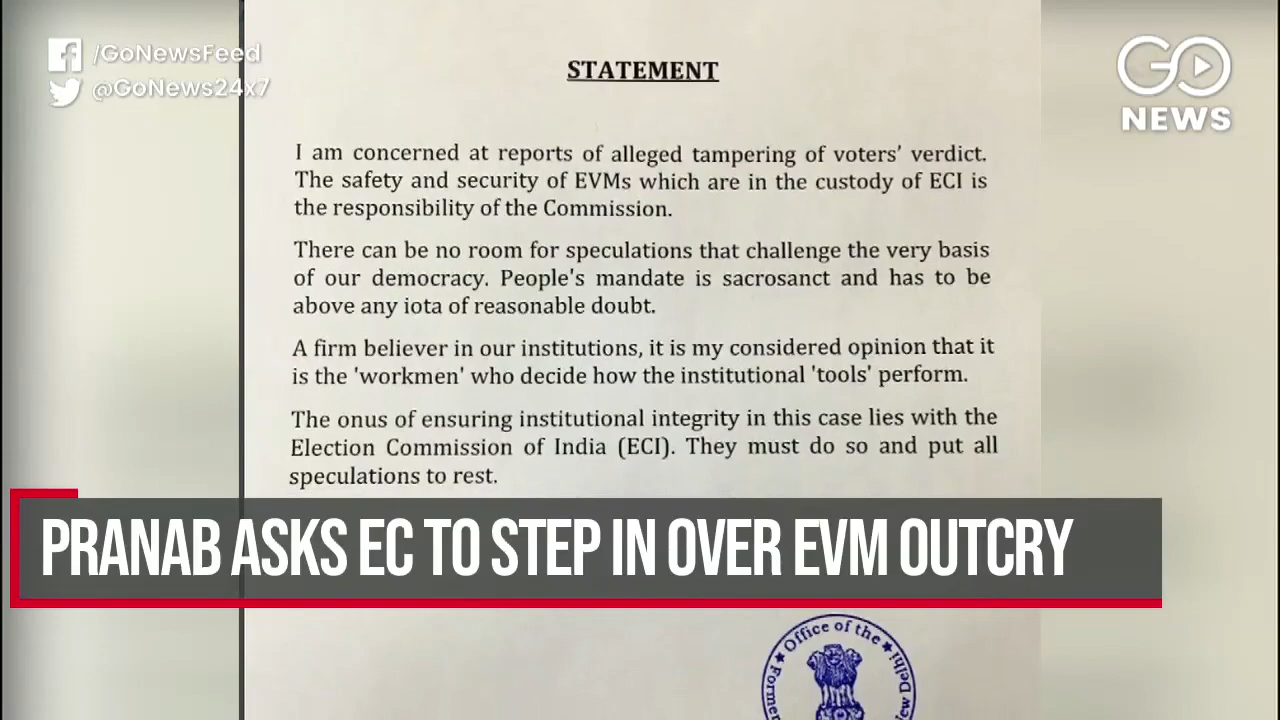 /GoNewsFeed
@GoNews24x7
GO
NEWS
STATEMENT
I am concerned at reports of alleged tampering of voters' verdict.
The safety and security of EVMs which are in the custody of ECI is
the responsibility of the Commission.
There can be no room for speculations that challenge the very basis
of our democracy. People's mandate is sacrosanct and has to be
above any iota of reasonable doubt.
A firm believer in our institutions, it is my considered opinion that it
is the 'workmen' who decide how the institutional 'tools' perform.
The onus of ensuring institutional integrity in this case lies with the
Election Commission of India (ECI). They must do so and put all
speculations to rest.
PRANAB ASKS EC TO STEP IN OVER EVM OUTCRY
Office of the
Former
New Delhi